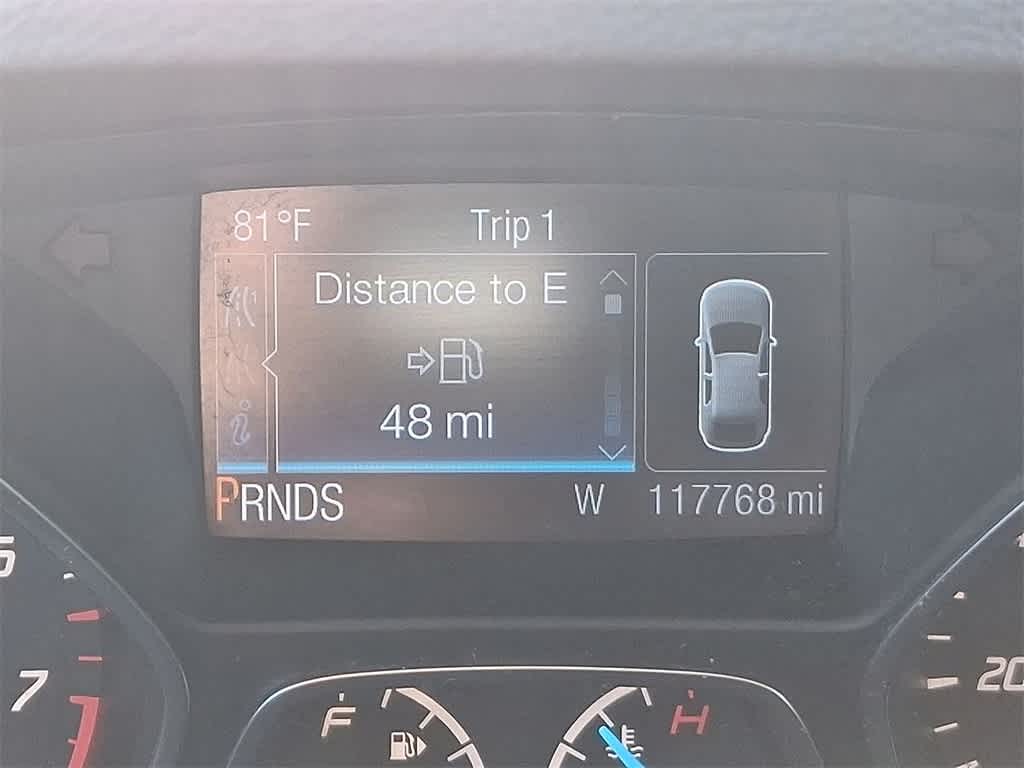 81°F Trip 1
Distance to E
48 mi
PRNDS W 117768 mi
7 20
F H